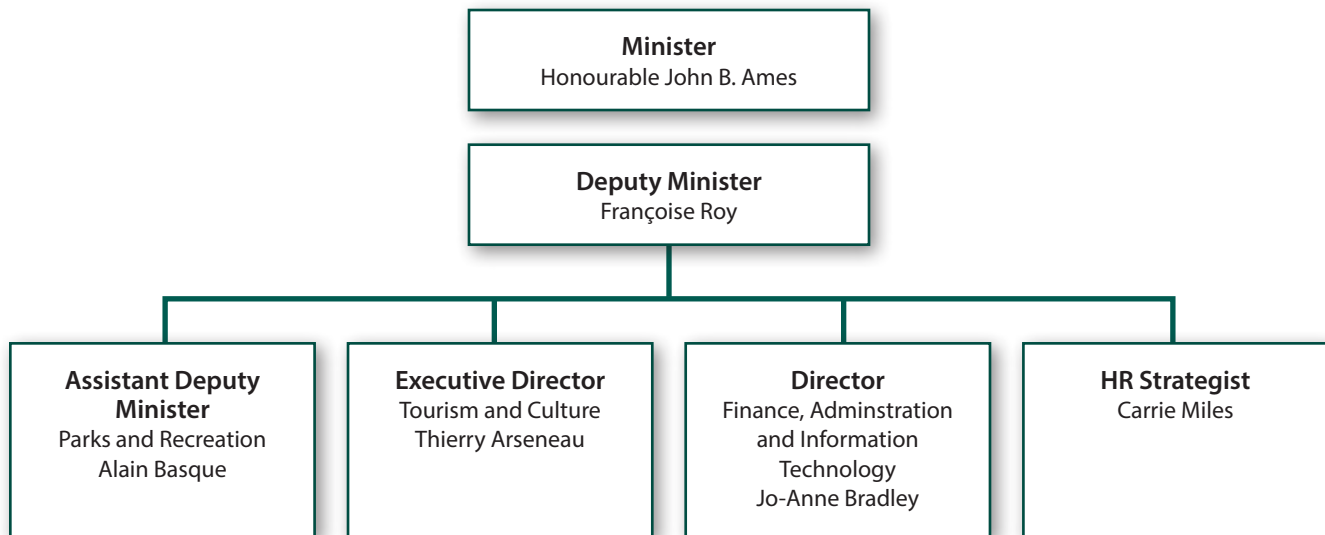 Minister
Honourable John B. Ames
Deputy Minister
Françoise Roy
Assistant Deputy
Minister
Parks and Recreation
Alain Basque
Executive Director
Tourism and Culture
Thierry Arseneau
Director
Finance, Adminstration
and Information
Technology
Jo-Anne Bradley
HR Strategist
Carrie Miles